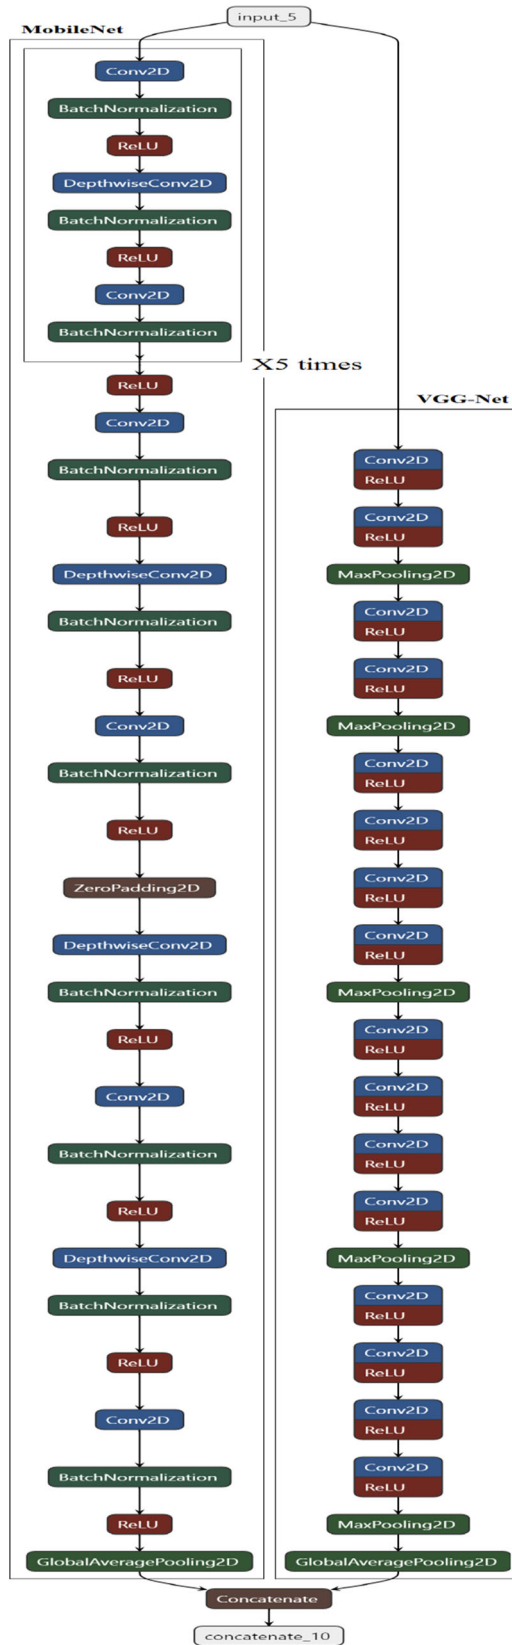 input_5
MobileNet
Conv2D
BatchNormalization
ReLU
DepthwiseConv2D
BatchNormalization
ReLU
Conv2D
BatchNormalization
X5 times
ReLU
Conv2D
BatchNormalization
ReLU
DepthwiseConv2D
BatchNormalization
ReLU
Conv2D
BatchNormalization
ReLU
ZeroPadding2D
DepthwiseConv2D
BatchNormalization
ReLU
Conv2D
BatchNormalization
ReLU
DepthwiseConv2D
BatchNormalization
ReLU
Conv2D
BatchNormalization
ReLU
GlobalAveragePooling2D
VGG-Net
Conv2D
ReLU
Conv2D
ReLU
MaxPooling2D
Conv2D
ReLU
Conv2D
ReLU
MaxPooling2D
Conv2D
ReLU
Conv2D
ReLU
Conv2D
ReLU
Conv2D
ReLU
MaxPooling2D
Conv2D
ReLU
Conv2D
ReLU
Conv2D
ReLU
Conv2D
ReLU
MaxPooling2D
Conv2D
ReLU
Conv2D
ReLU
Conv2D
ReLU
Conv2D
ReLU
MaxPooling2D
GlobalAveragePooling2D
Concatenate
concatenate_10